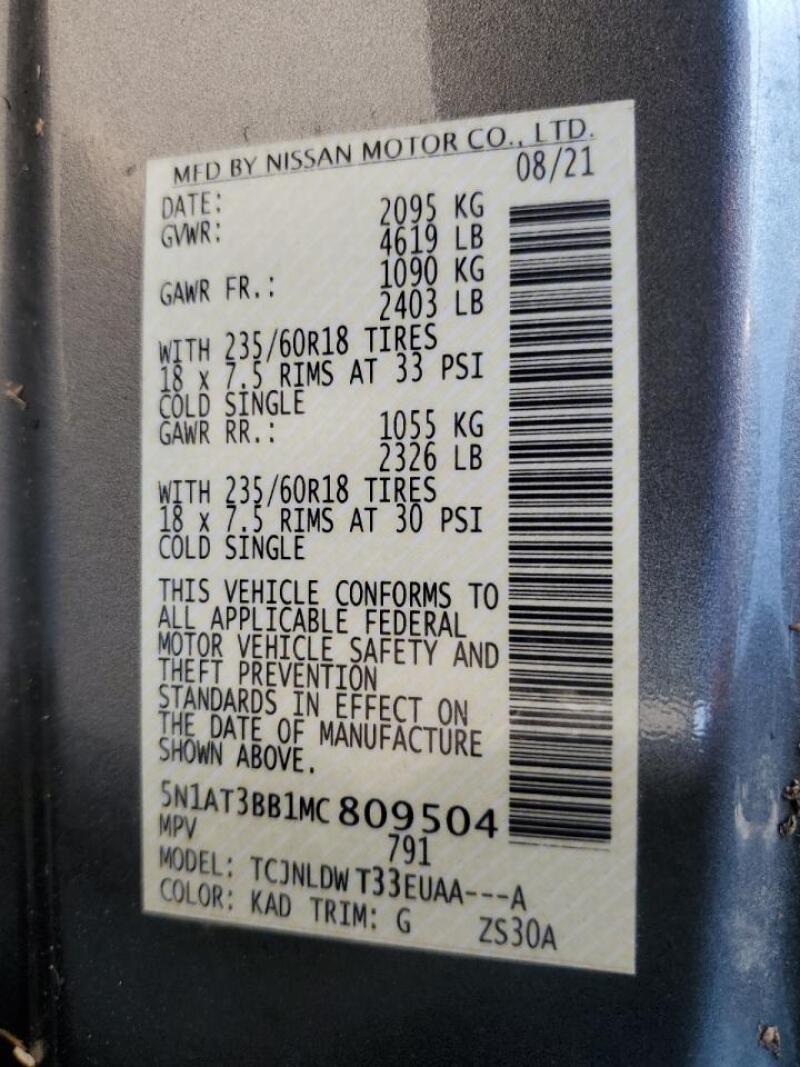 MFD BY NISSAN MOTOR CO., LTD.
DATE: 08/21
GVWR: 2095 KG
4619 LB
GAWR FR.: 1090 KG
2403 LB
WITH 235/60R18 TIRES
18 x 7.5 RIMS AT 33 PSI
COLD SINGLE
GAWR RR.: 1055 KG
2326 LB
WITH 235/60R18 TIRES
18 x 7.5 RIMS AT 30 PSI
COLD SINGLE
THIS VEHICLE CONFORMS TO
ALL APPLICABLE FEDERAL
MOTOR VEHICLE SAFETY AND
THEFT PREVENTION
STANDARDS IN EFFECT ON
THE DATE OF MANUFACTURE
SHOWN ABOVE.
5N1AT3BB1MC809504
MPV 791
MODEL: TCJNLDW T33EUAA---A
COLOR: KAD TRIM: G ZS30A